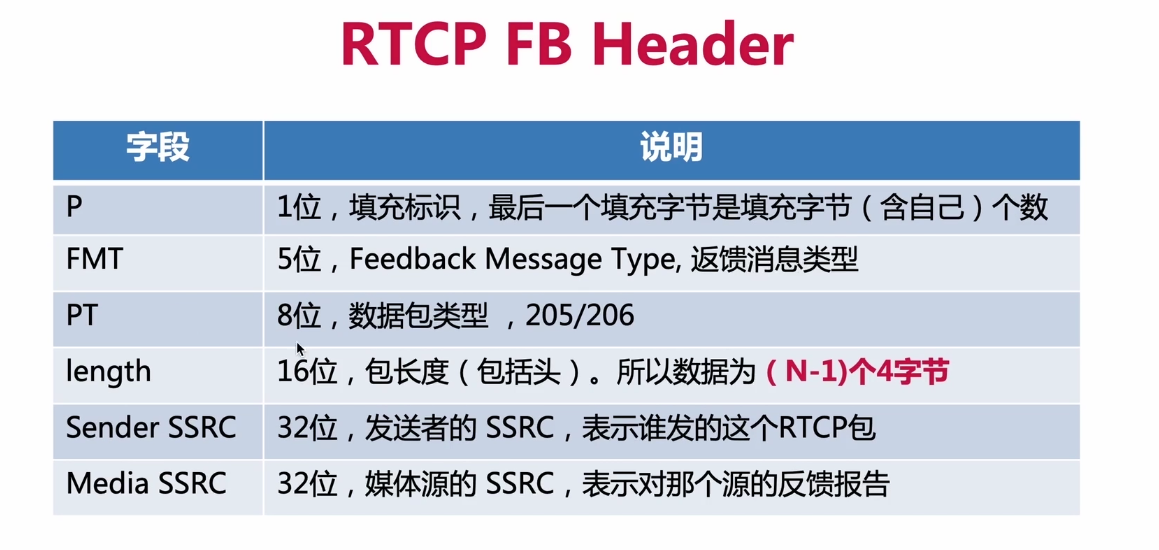 RTCP FB Header
字段 说明
P 1位，填充标识，最后一个填充字节是填充字节（含自己）个数
FMT 5位，Feedback Message Type, 返馈消息类型
PT 8位，数据包类型 ，205/206
length 16位，包长度（包括头）。所以数据为（N-1)个4字节
Sender SSRC 32位，发送者的 SSRC，表示谁发的这个RTCP包
Media SSRC 32位，媒体源的 SSRC，表示对那个源的反馈报告